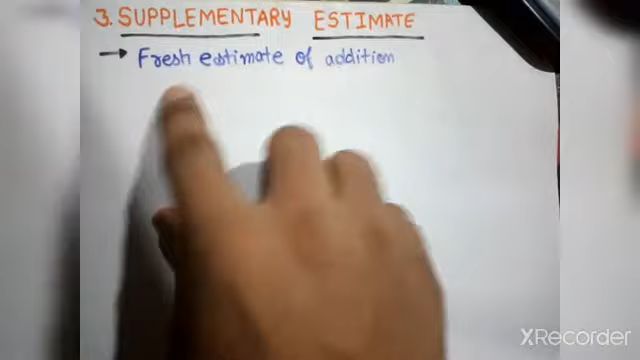 3. SUPPLEMENTARY ESTIMATE
→ Fresh estimate of addition
XRecorder